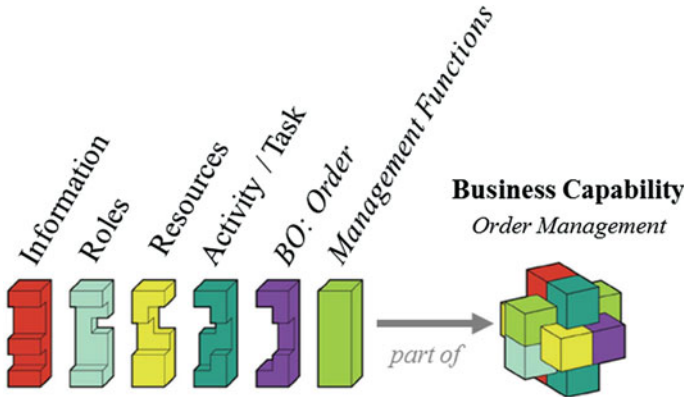 Information
Roles
Resources
Activity / Task
BO: Order
Management Functions
Business Capability
Order Management
part of